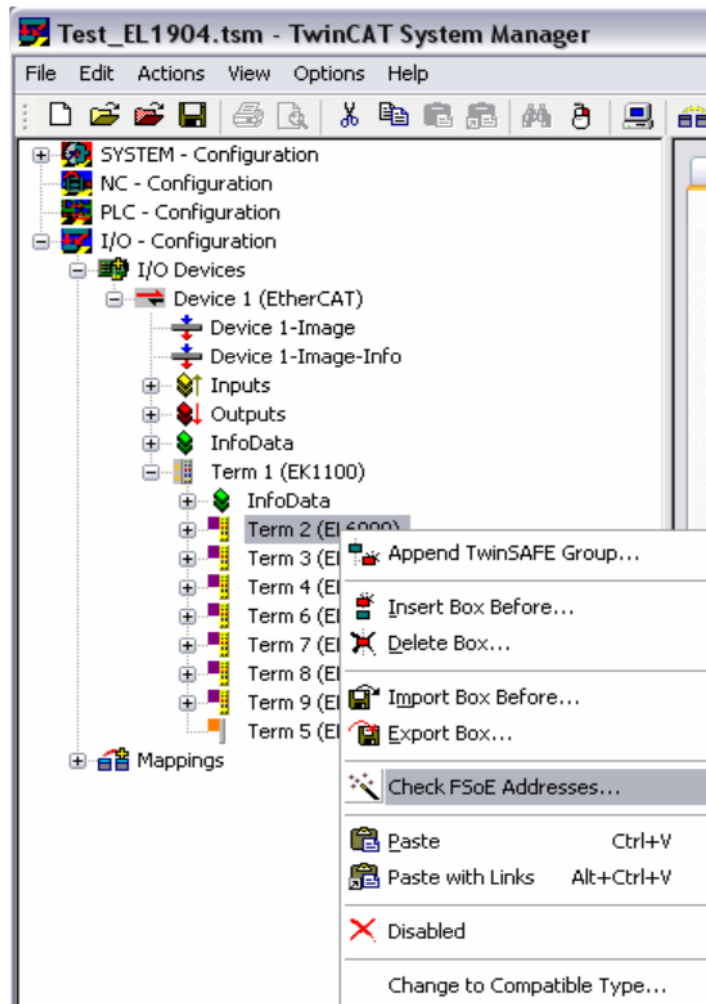 Test_EL1904.tsm - TwinCAT System Manager
File Edit Actions View Options Help
SYSTEM - Configuration
NC - Configuration
PLC - Configuration
I/O - Configuration
I/O Devices
Device 1 (EtherCAT)
Device 1-Image
Device 1-Image-Info
Inputs
Outputs
InfoData
Term 1 (EK1100)
InfoData
Term 2
Append TwinSAFE Group...
Term 3
Term 4
Insert Box Before...
Term 6
Term 7
Delete Box...
Term 8
Term 9
Import Box Before...
Term 5
Export Box...
Mappings
Check FSoE Addresses...
Paste Ctrl+V
Paste with Links Alt+Ctrl+V
Disabled
Change to Compatible Type...